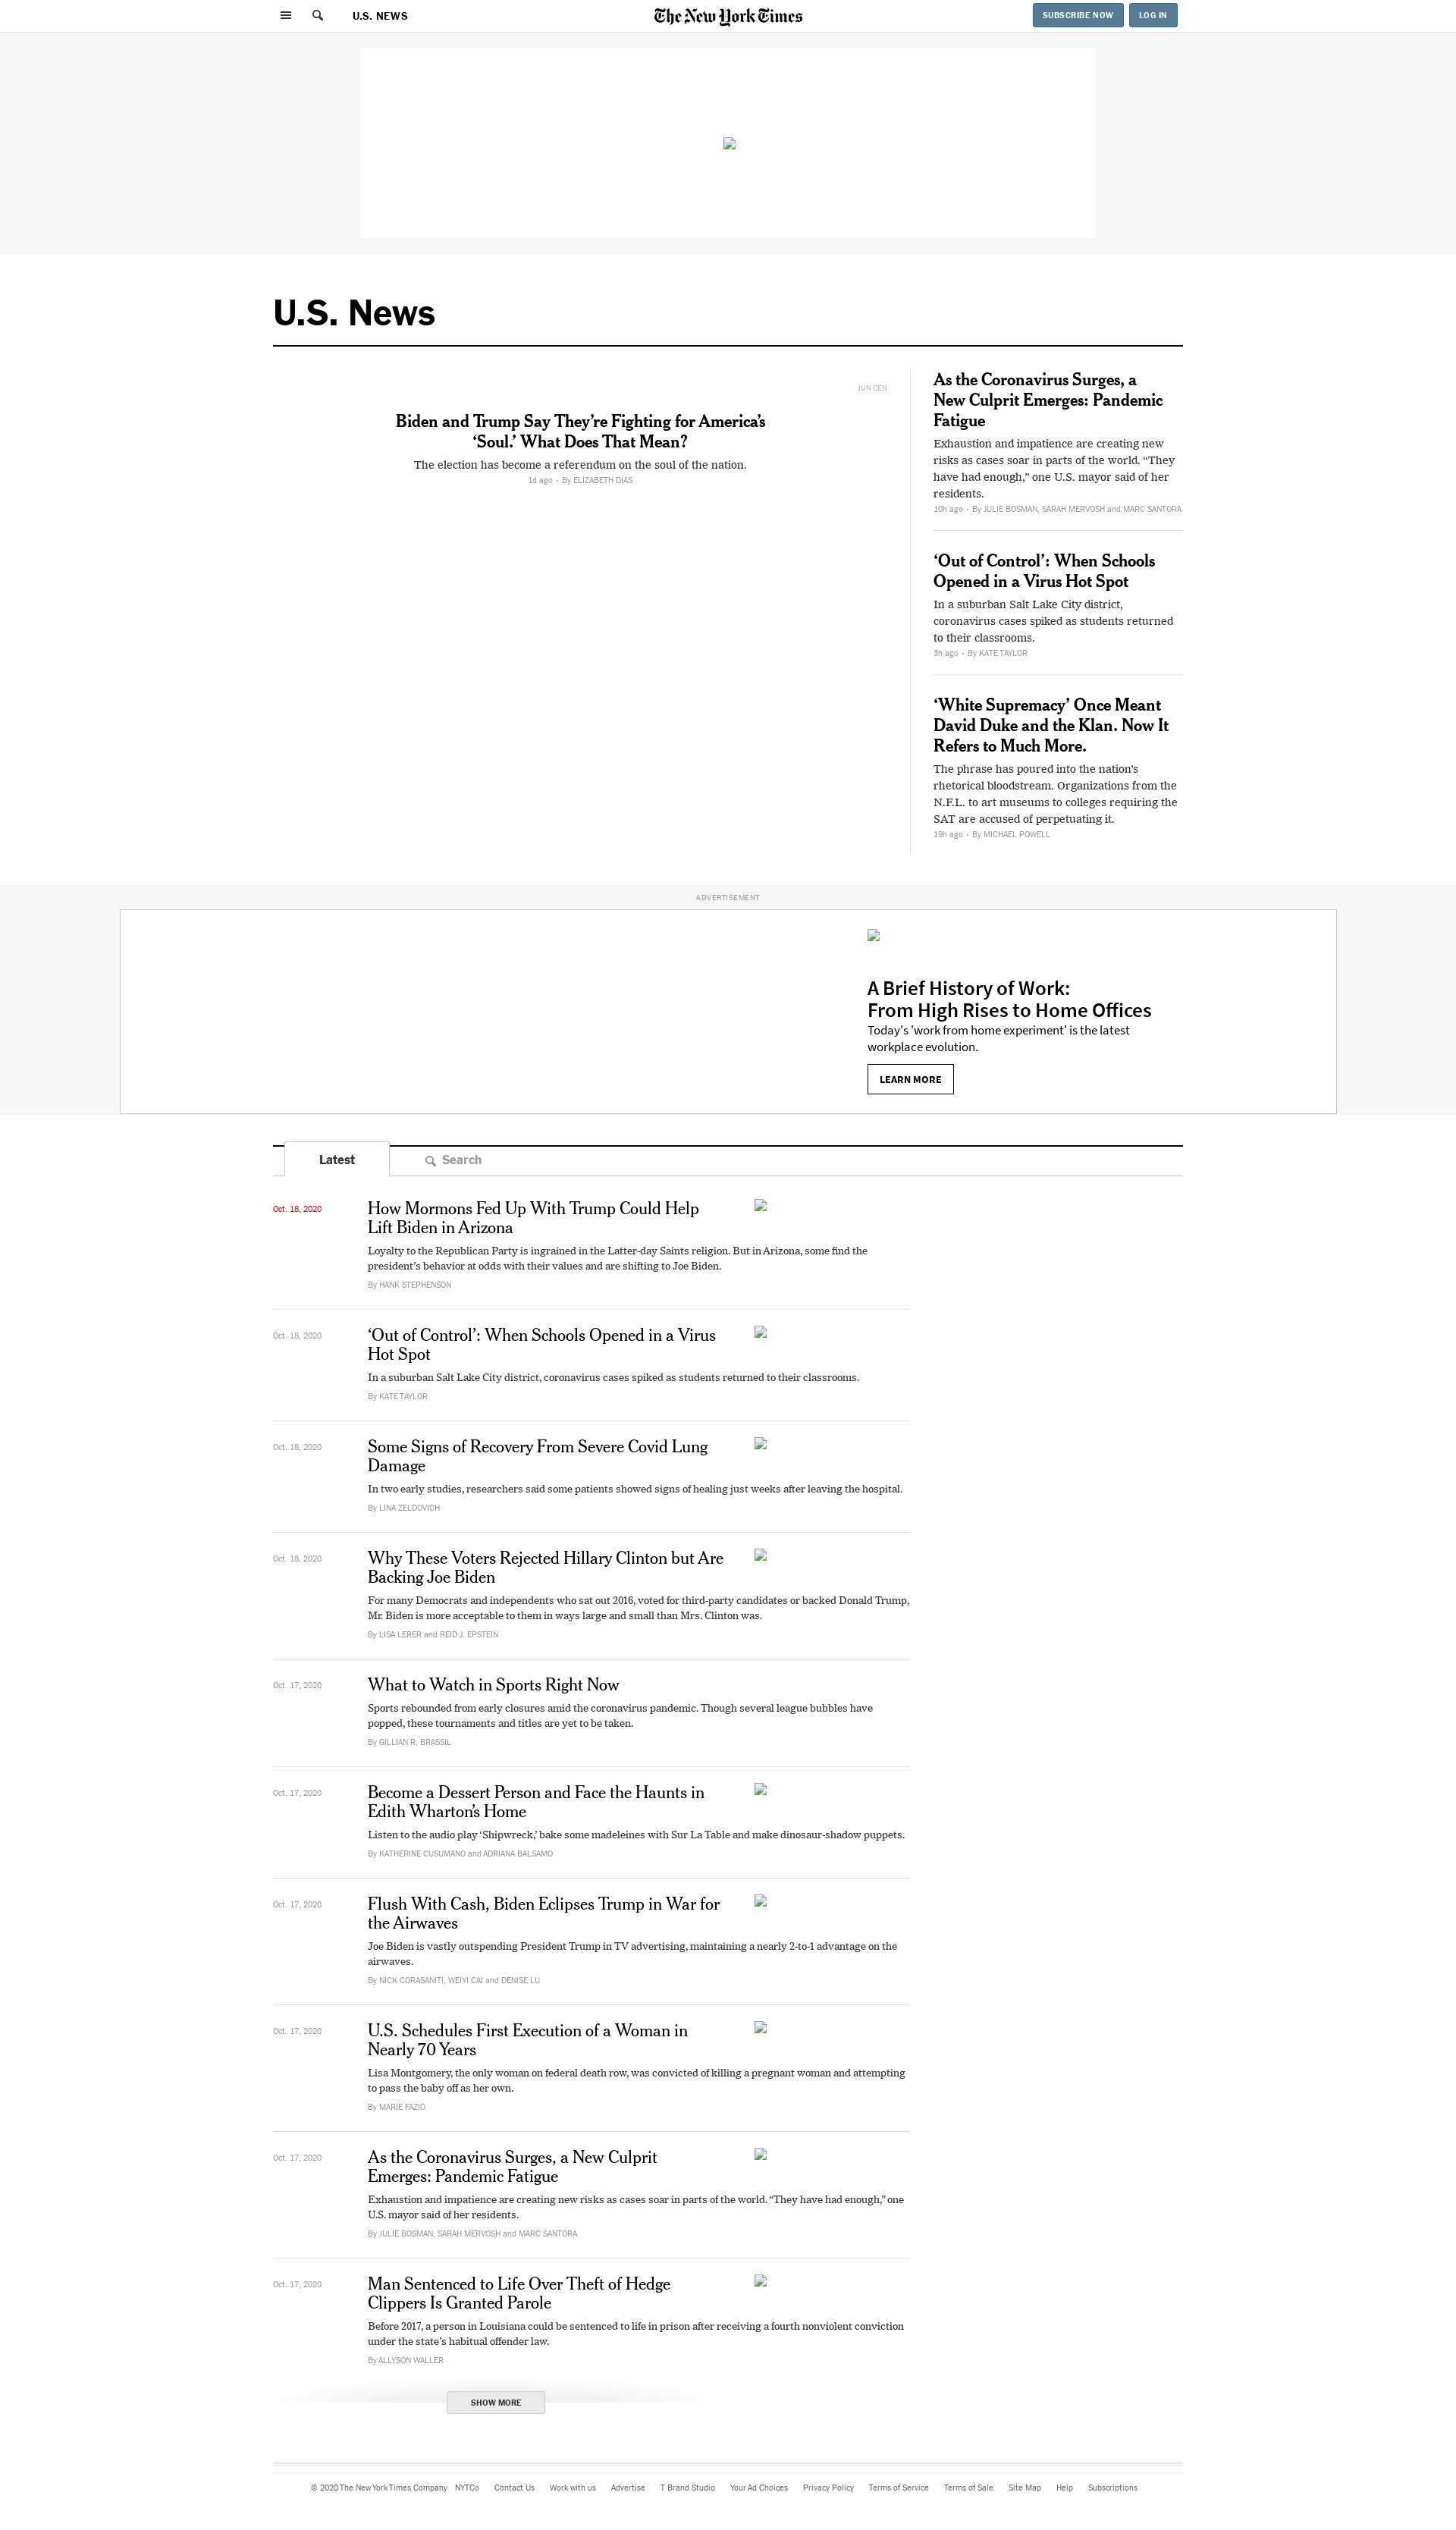 U.S. NEWS
The New York Times
SUBSCRIBE NOW
LOG IN
U.S. News
JUN CEN
Biden and Trump Say They’re Fighting for America’s
‘Soul.’ What Does That Mean?
The election has become a referendum on the soul of the nation.
1d ago • By ELIZABETH DIAS
As the Coronavirus Surges, a
New Culprit Emerges: Pandemic
Fatigue
Exhaustion and impatience are creating new
risks as cases soar in parts of the world. “They
have had enough,” one U.S. mayor said of her
residents.
10h ago • By JULIE BOSMAN, SARAH MERVOSH and MARC SANTORA
‘Out of Control’: When Schools
Opened in a Virus Hot Spot
In a suburban Salt Lake City district,
coronavirus cases spiked as students returned
to their classrooms.
3h ago • By KATE TAYLOR
‘White Supremacy’ Once Meant
David Duke and the Klan. Now It
Refers to Much More.
The phrase has poured into the nation’s
rhetorical bloodstream. Organizations from the
N.F.L. to art museums to colleges requiring the
SAT are accused of perpetuating it.
19h ago • By MICHAEL POWELL
ADVERTISEMENT
A Brief History of Work:
From High Rises to Home Offices
Today's 'work from home experiment' is the latest
workplace evolution.
LEARN MORE
Latest
Search
Oct. 18, 2020
How Mormons Fed Up With Trump Could Help
Lift Biden in Arizona
Loyalty to the Republican Party is ingrained in the Latter-day Saints religion. But in Arizona, some find the
president’s behavior at odds with their values and are shifting to Joe Biden.
By HANK STEPHENSON
Oct. 18, 2020
‘Out of Control’: When Schools Opened in a Virus
Hot Spot
In a suburban Salt Lake City district, coronavirus cases spiked as students returned to their classrooms.
By KATE TAYLOR
Oct. 18, 2020
Some Signs of Recovery From Severe Covid Lung
Damage
In two early studies, researchers said some patients showed signs of healing just weeks after leaving the hospital.
By LINA ZELDOVICH
Oct. 18, 2020
Why These Voters Rejected Hillary Clinton but Are
Backing Joe Biden
For many Democrats and independents who sat out 2016, voted for third-party candidates or backed Donald Trump,
Mr. Biden is more acceptable to them in ways large and small than Mrs. Clinton was.
By LISA LERER and REID J. EPSTEIN
Oct. 17, 2020
What to Watch in Sports Right Now
Sports rebounded from early closures amid the coronavirus pandemic. Though several league bubbles have
popped, these tournaments and titles are yet to be taken.
By GILLIAN R. BRASSIL
Oct. 17, 2020
Become a Dessert Person and Face the Haunts in
Edith Wharton’s Home
Listen to the audio play ‘Shipwreck,’ bake some madeleines with Sur La Table and make dinosaur-shadow puppets.
By KATHERINE CUSUMANO and ADRIANA BALSAMO
Oct. 17, 2020
Flush With Cash, Biden Eclipses Trump in War for
the Airwaves
Joe Biden is vastly outspending President Trump in TV advertising, maintaining a nearly 2-to-1 advantage on the
airwaves.
By NICK CORASANITI, WEIYI CAI and DENISE LU
Oct. 17, 2020
U.S. Schedules First Execution of a Woman in
Nearly 70 Years
Lisa Montgomery, the only woman on federal death row, was convicted of killing a pregnant woman and attempting
to pass the baby off as her own.
By MARIE FAZIO
Oct. 17, 2020
As the Coronavirus Surges, a New Culprit
Emerges: Pandemic Fatigue
Exhaustion and impatience are creating new risks as cases soar in parts of the world. “They have had enough,” one
U.S. mayor said of her residents.
By JULIE BOSMAN, SARAH MERVOSH and MARC SANTORA
Oct. 17, 2020
Man Sentenced to Life Over Theft of Hedge
Clippers Is Granted Parole
Before 2017, a person in Louisiana could be sentenced to life in prison after receiving a fourth nonviolent conviction
under the state’s habitual offender law.
By ALLYSON WALLER
SHOW MORE
© 2020 The New York Times Company NYTCo Contact Us Work with us Advertise T Brand Studio Your Ad Choices Privacy Policy Terms of Service Terms of Sale Site Map Help Subscriptions